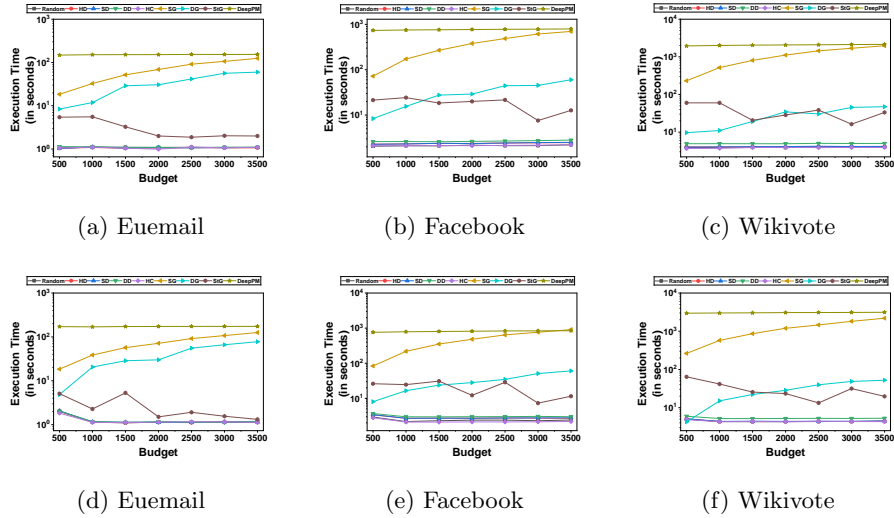 Random HD SD DD HC SG DG StG DeepPM
Random HD SD DD HC SG DG StG DeepPM
Random HD SD DD HC SG DG StG DeepPM
Execution Time
(in seconds)
10³
10²
10¹
10⁰
500 1000 1500 2000 2500 3000 3500
Budget
Execution Time
(in seconds)
10³
10²
10¹
500 1000 1500 2000 2500 3000 3500
Budget
Execution Time
(in seconds)
10⁴
10³
10²
10¹
500 1000 1500 2000 2500 3000 3500
Budget
(a) Euemail
(b) Facebook
(c) Wikivote
Random HD SD DD HC SG DG StG DeepPM
Random HD SD DD HC SG DG StG DeepPM
Random HD SD DD HC SG DG StG DeepPM
Execution Time
(in seconds)
10³
10²
10¹
10⁰
500 1000 1500 2000 2500 3000 3500
Budget
Execution Time
(in seconds)
10⁴
10³
10²
10¹
500 1000 1500 2000 2500 3000 3500
Budget
Execution Time
(in seconds)
10⁴
10³
10²
10¹
500 1000 1500 2000 2500 3000 3500
Budget
(d) Euemail
(e) Facebook
(f) Wikivote